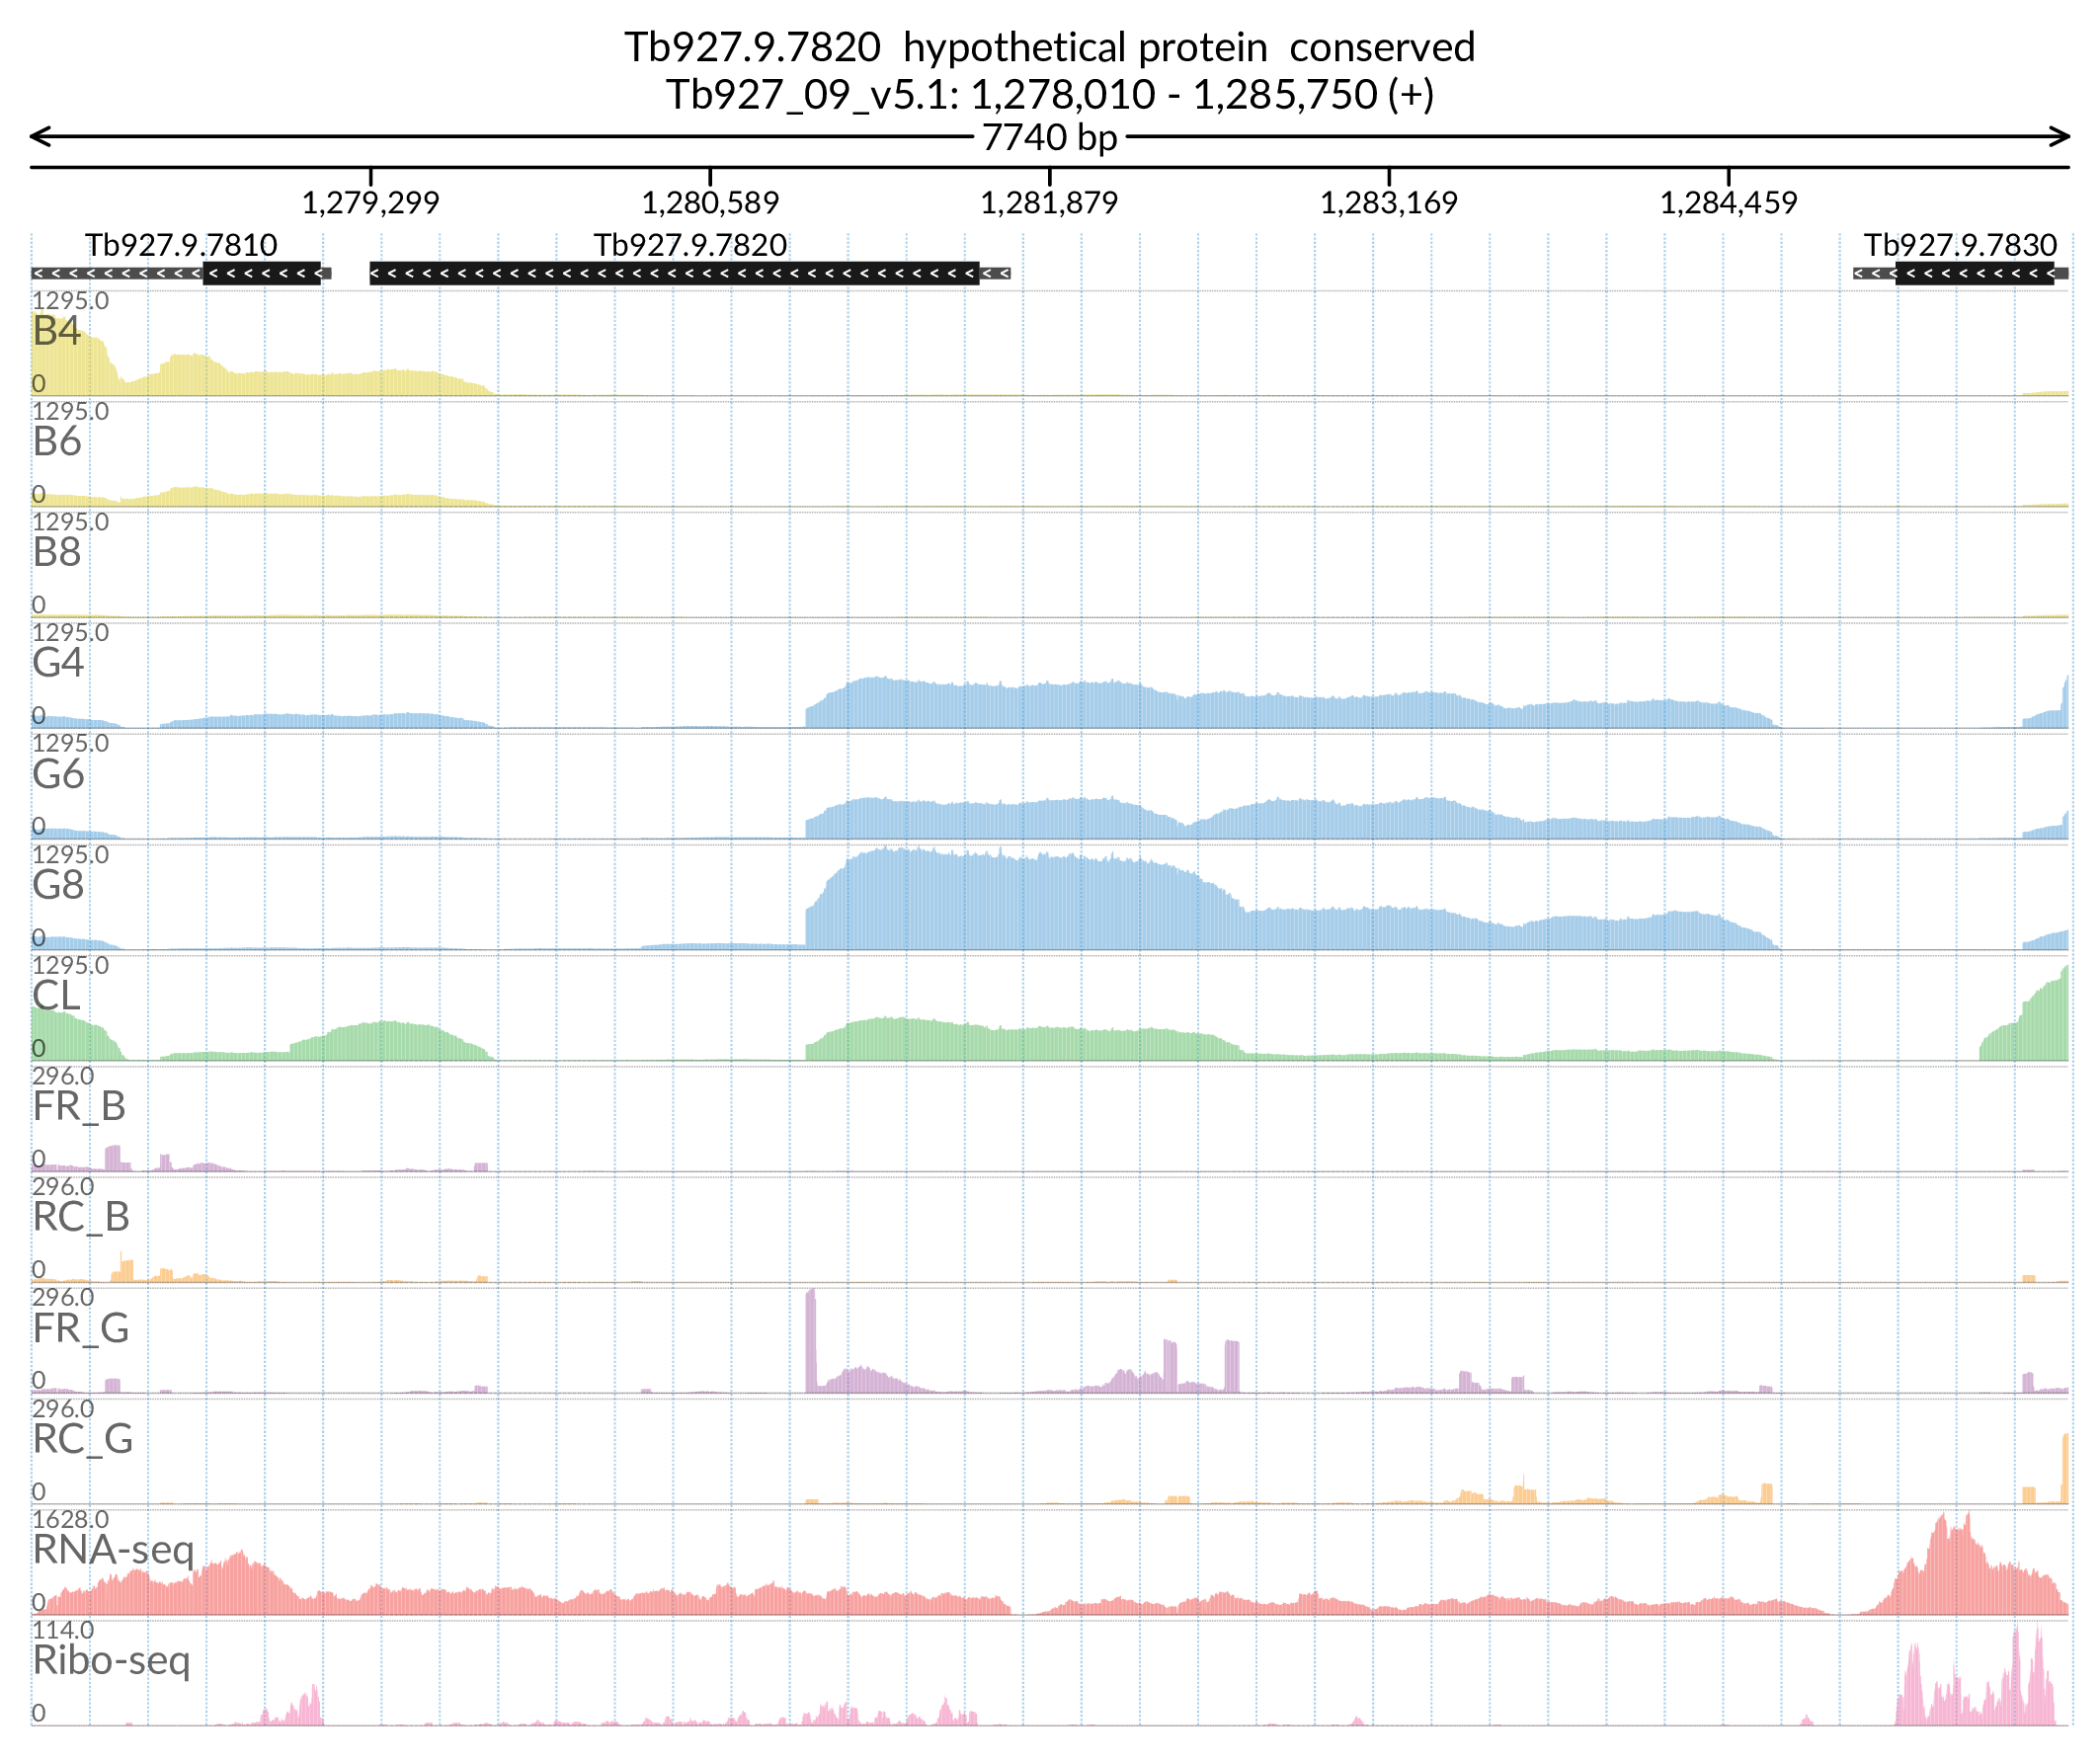 Tb927.9.7820  hypothetical protein  conserved
Tb927_09_v5.1: 1,278,010 - 1,285,750 (+)
7740 bp
1,279,299 1,280,589 1,281,879 1,283,169 1,284,459
Tb927.9.7810 Tb927.9.7820 Tb927.9.7830
1295.0
B4
0
1295.0
B6
0
1295.0
B8
0
1295.0
G4
0
1295.0
G6
0
1295.0
G8
0
1295.0
CL
0
296.0
FR_B
0
296.0
RC_B
0
296.0
FR_G
0
296.0
RC_G
0
1628.0
RNA-seq
0
114.0
Ribo-seq
0